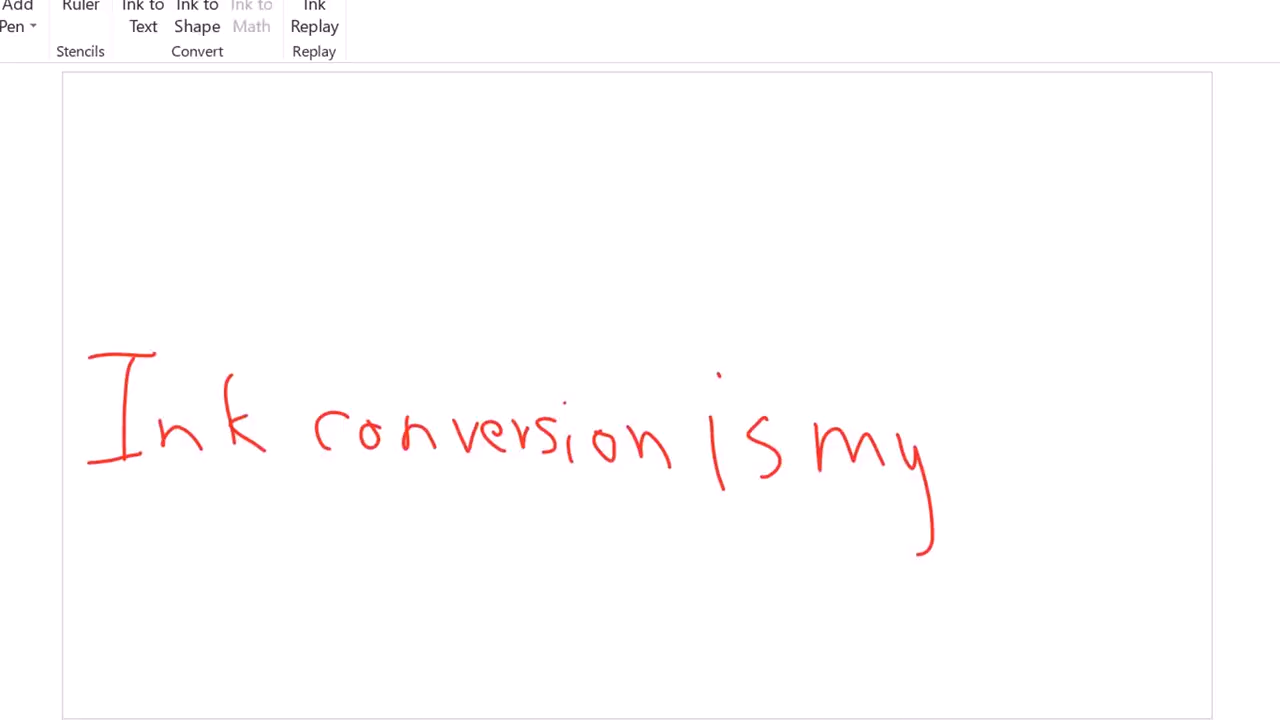 Add Ruler Ink to Ink to Ink to Ink
Pen Text Shape Math Replay
Stencils Convert Replay
Ink conversion is my